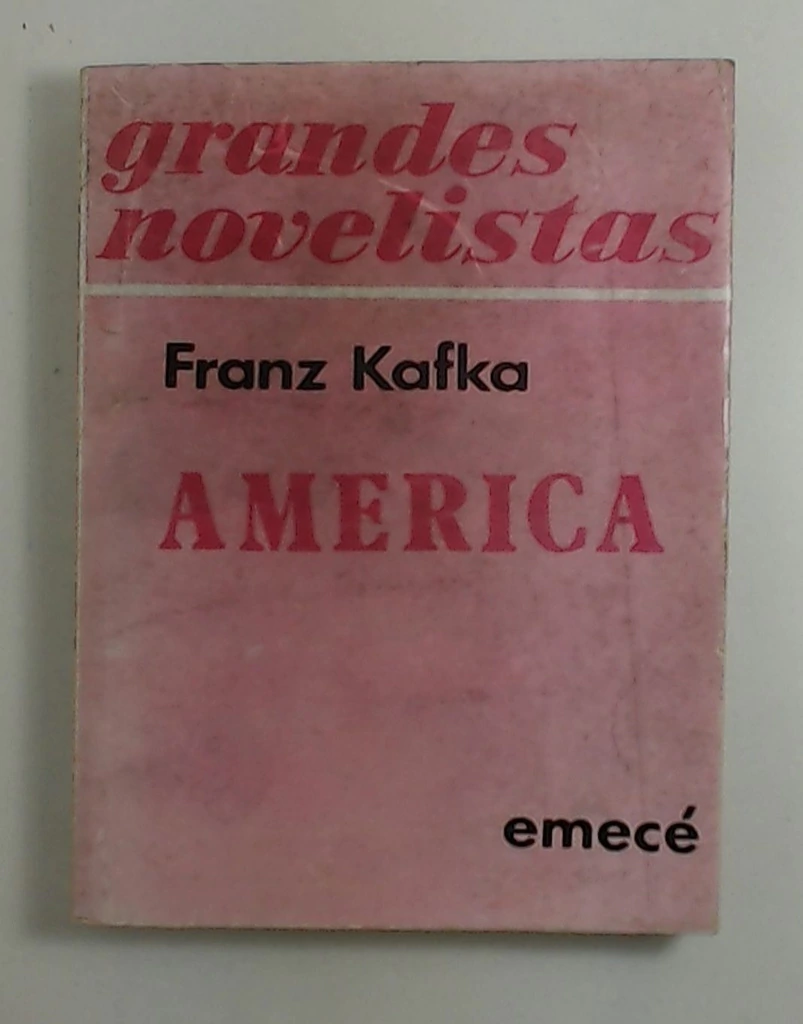 grandes
novelistas
Franz Kafka
AMERICA
emecé